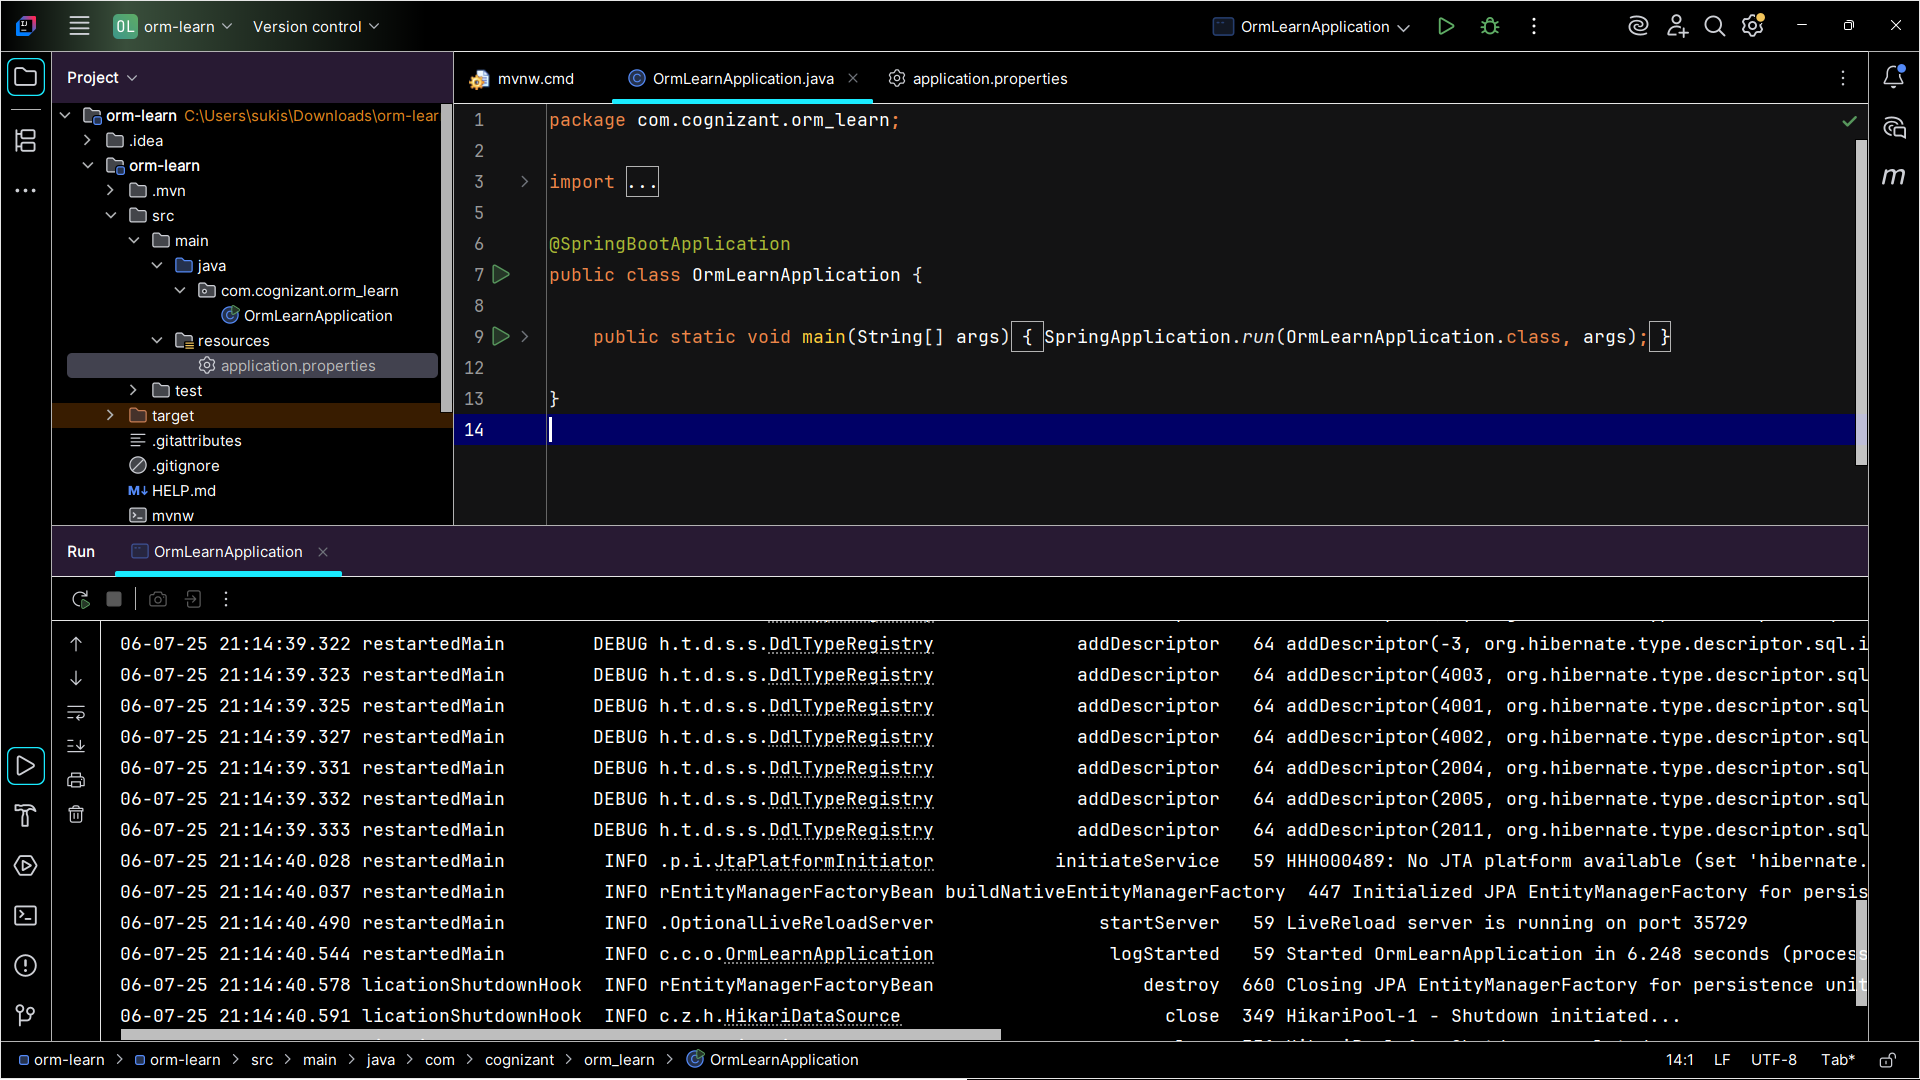 OL orm-learn Version control OrmLearnApplication
Project
mvnw.cmd OrmLearnApplication.java application.properties
orm-learn C:\Users\sukis\Downloads\orm-lear
.idea
orm-learn
.mvn
src
main
java
com.cognizant.orm_learn
OrmLearnApplication
resources
application.properties
test
target
.gitattributes
.gitignore
M↓ HELP.md
mvnw
1 package com.cognizant.orm_learn;
2
3 import ...
5
6 @SpringBootApplication
7 public class OrmLearnApplication {
8
9 public static void main(String[] args) { SpringApplication.run(OrmLearnApplication.class, args); }
12
13 }
14
m
Run OrmLearnApplication
06-07-25 21:14:39.322 restartedMain DEBUG h.t.d.s.s.DdlTypeRegistry addDescriptor 64 addDescriptor(-3, org.hibernate.type.descriptor.sql.i
06-07-25 21:14:39.323 restartedMain DEBUG h.t.d.s.s.DdlTypeRegistry addDescriptor 64 addDescriptor(4003, org.hibernate.type.descriptor.sql
06-07-25 21:14:39.325 restartedMain DEBUG h.t.d.s.s.DdlTypeRegistry addDescriptor 64 addDescriptor(4001, org.hibernate.type.descriptor.sql
06-07-25 21:14:39.327 restartedMain DEBUG h.t.d.s.s.DdlTypeRegistry addDescriptor 64 addDescriptor(4002, org.hibernate.type.descriptor.sql
06-07-25 21:14:39.331 restartedMain DEBUG h.t.d.s.s.DdlTypeRegistry addDescriptor 64 addDescriptor(2004, org.hibernate.type.descriptor.sql
06-07-25 21:14:39.332 restartedMain DEBUG h.t.d.s.s.DdlTypeRegistry addDescriptor 64 addDescriptor(2005, org.hibernate.type.descriptor.sql
06-07-25 21:14:39.333 restartedMain DEBUG h.t.d.s.s.DdlTypeRegistry addDescriptor 64 addDescriptor(2011, org.hibernate.type.descriptor.sql
06-07-25 21:14:40.028 restartedMain INFO .p.i.JtaPlatformInitiator initiateService 59 HHH000489: No JTA platform available (set 'hibernate.
06-07-25 21:14:40.037 restartedMain INFO rEntityManagerFactoryBean buildNativeEntityManagerFactory 447 Initialized JPA EntityManagerFactory for persis
06-07-25 21:14:40.490 restartedMain INFO .OptionalLiveReloadServer startServer 59 LiveReload server is running on port 35729
06-07-25 21:14:40.544 restartedMain INFO c.c.o.OrmLearnApplication logStarted 59 Started OrmLearnApplication in 6.248 seconds (process
06-07-25 21:14:40.578 licationShutdownHook INFO rEntityManagerFactoryBean destroy 660 Closing JPA EntityManagerFactory for persistence unit
06-07-25 21:14:40.591 licationShutdownHook INFO c.z.h.HikariDataSource close 349 HikariPool-1 - Shutdown initiated...
orm-learn > orm-learn > src > main > java > com > cognizant > orm_learn > OrmLearnApplication 14:1 LF UTF-8 Tab*